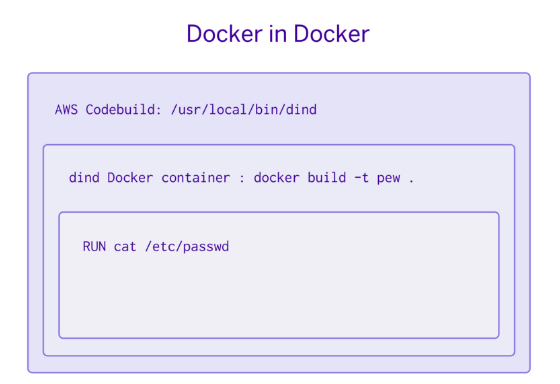 Docker in Docker
AWS Codebuild: /usr/local/bin/dind
dind Docker container : docker build -t pew .
RUN cat /etc/passwd